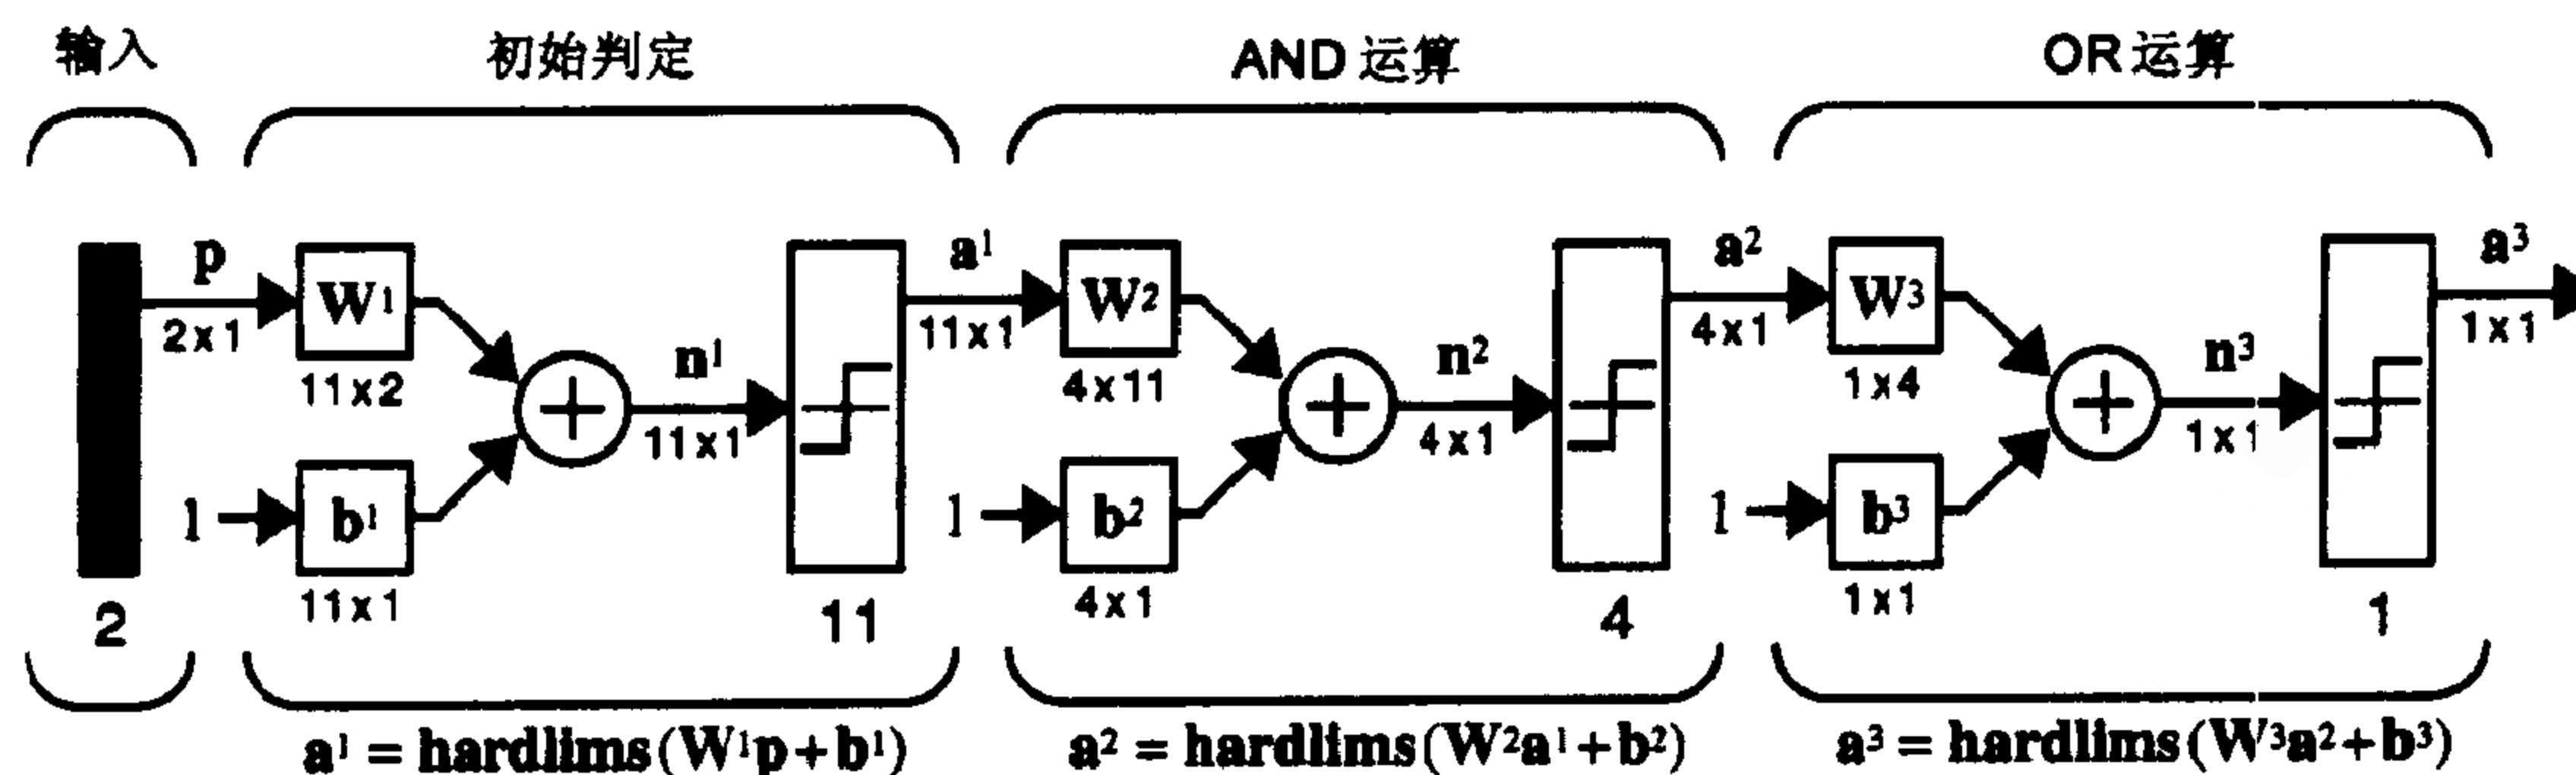 输入 初始判定 AND 运算 OR 运算
p a¹ a² a³
W¹ W² W³
2x1 n¹ 11x1 n² 4x1 n³ 1x1
11x2 4x11 1x4
11x1 4x1 1x1
1 b¹ 1 b² 1 b³
11x1 4x1 1x1
2 11 4 1
a¹ = hardlims(W¹p+b¹) a² = hardlims(W²a¹+b²) a³ = hardlims(W³a²+b³)